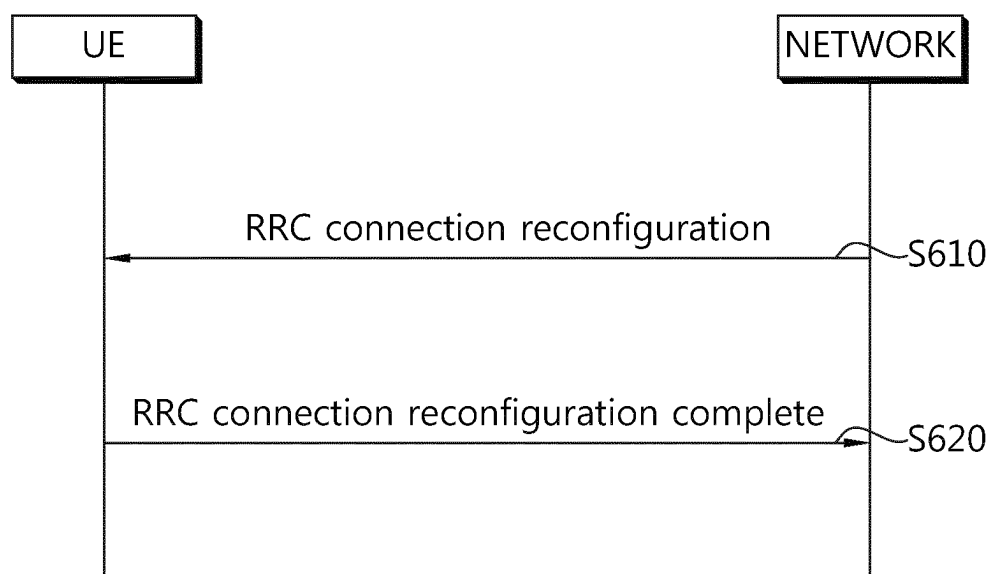 UE
NETWORK
RRC connection reconfiguration
S610
RRC connection reconfiguration complete
S620